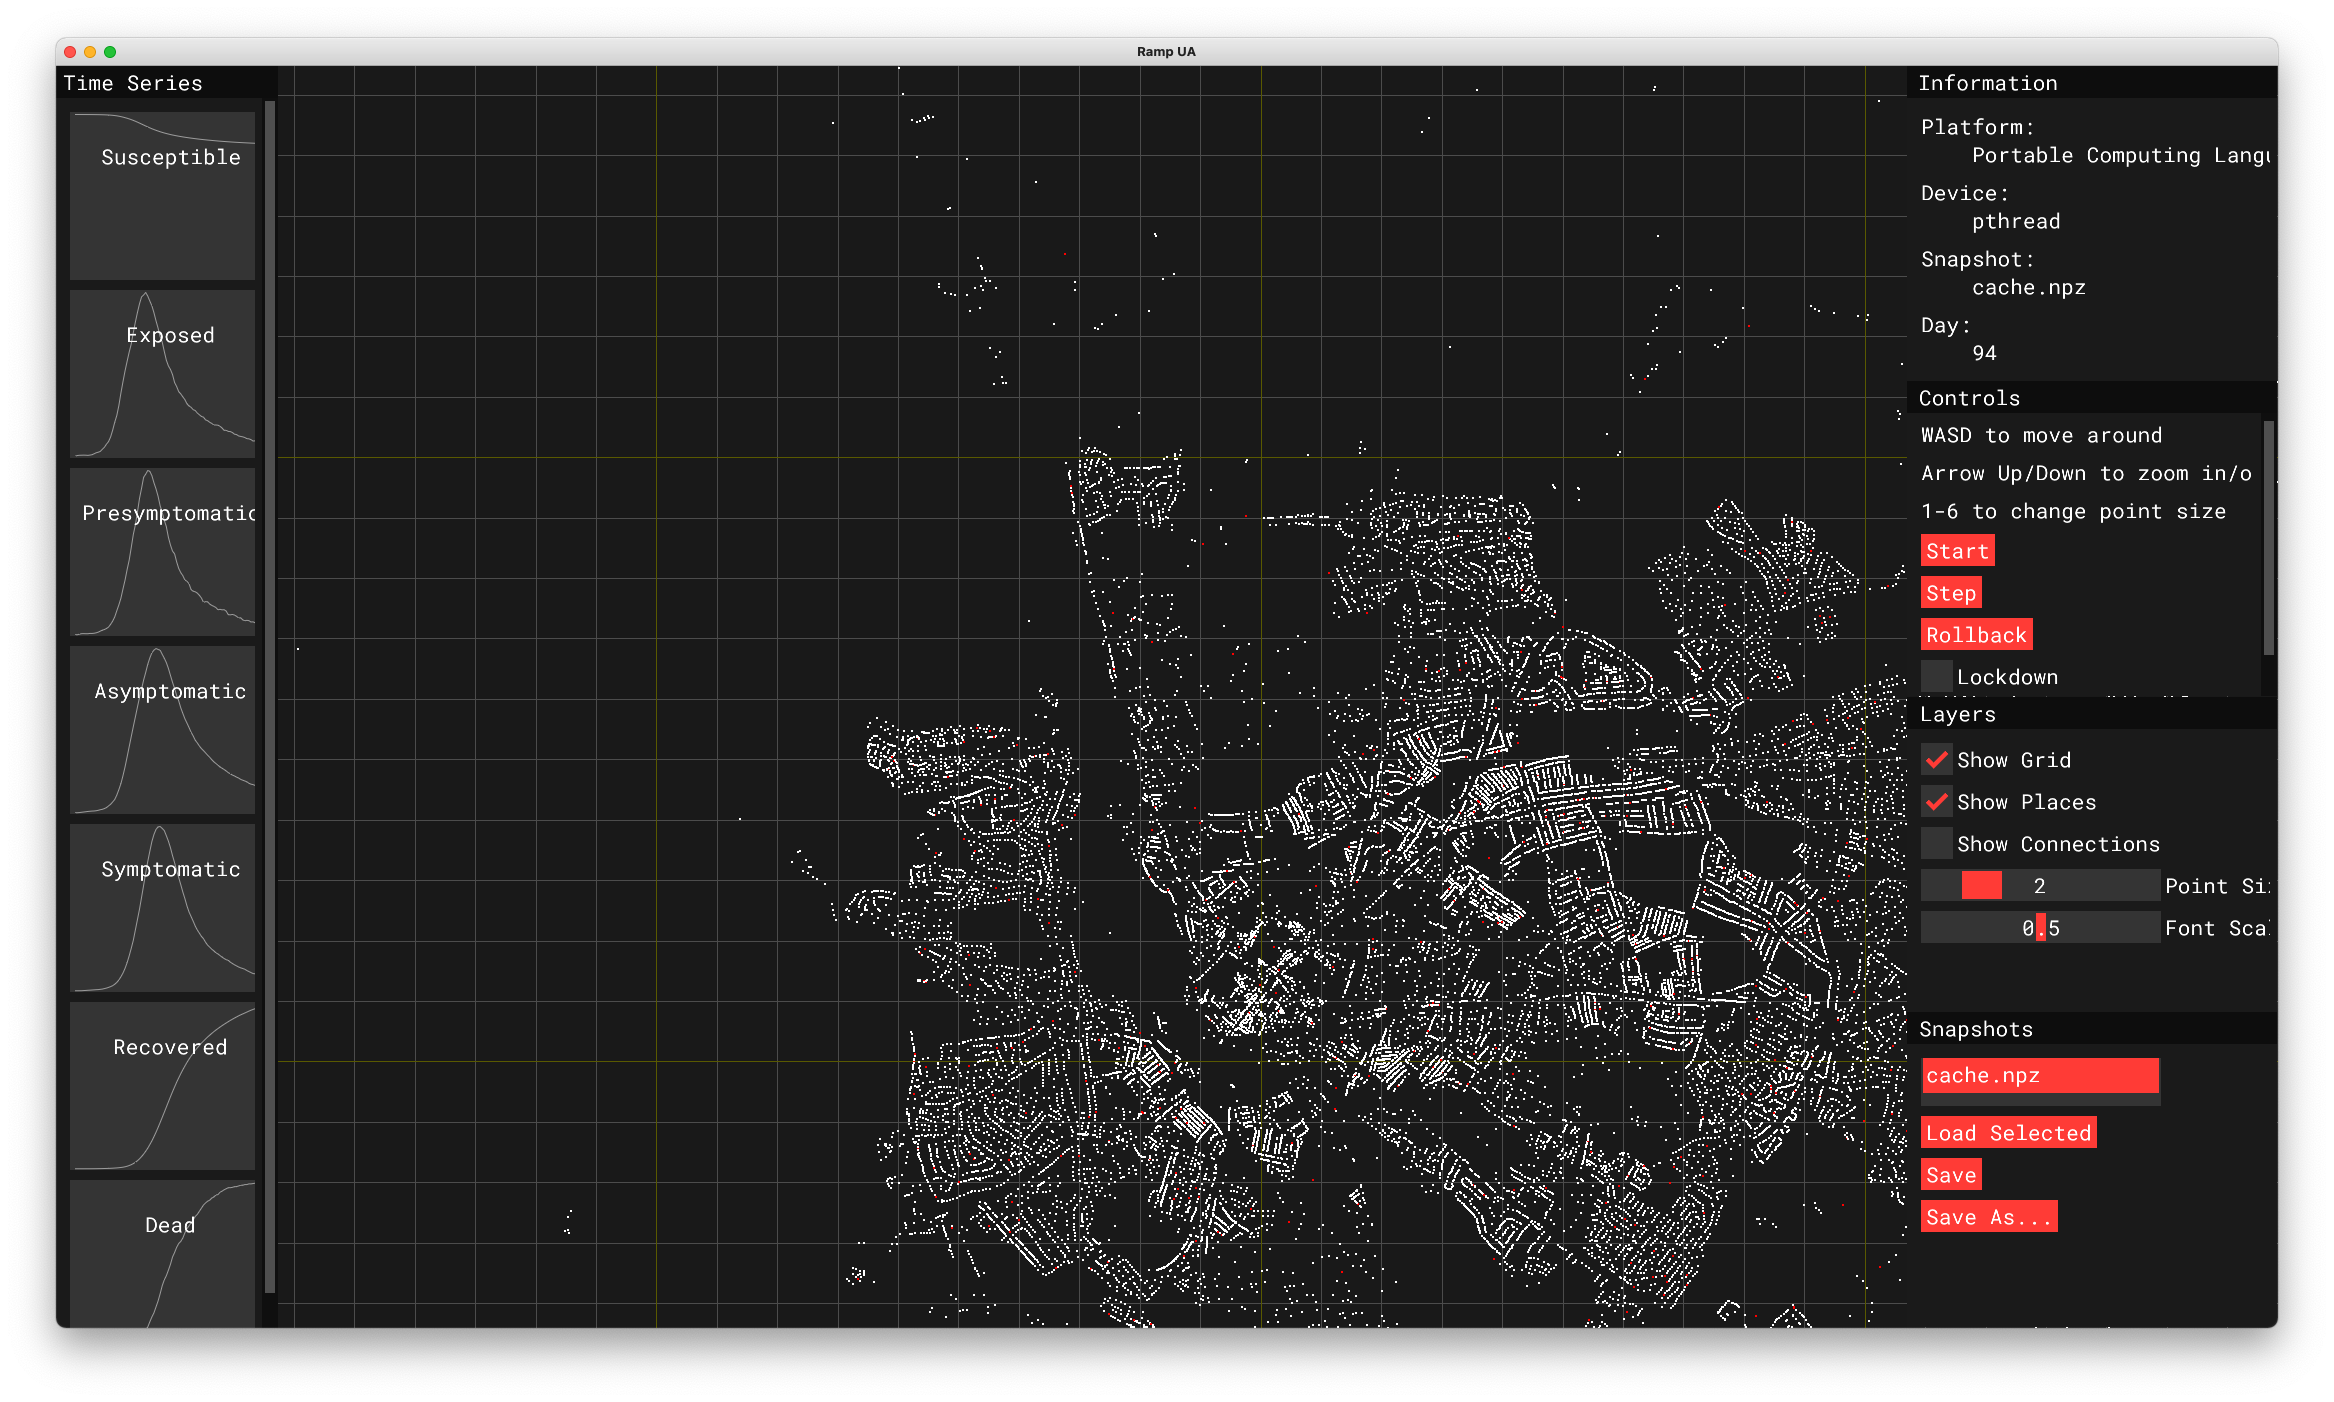 Ramp UA
Time Series
Susceptible
Exposed
Presymptomatic
Asymptomatic
Symptomatic
Recovered
Dead
Information
Platform:
Portable Computing Langu
Device:
pthread
Snapshot:
cache.npz
Day:
94
Controls
WASD to move around
Arrow Up/Down to zoom in/o
1-6 to change point size
Start
Step
Rollback
Lockdown
Layers
Show Grid
Show Places
Show Connections
2 Point Si
0.5 Font Sca
Snapshots
cache.npz
Load Selected
Save
Save As...